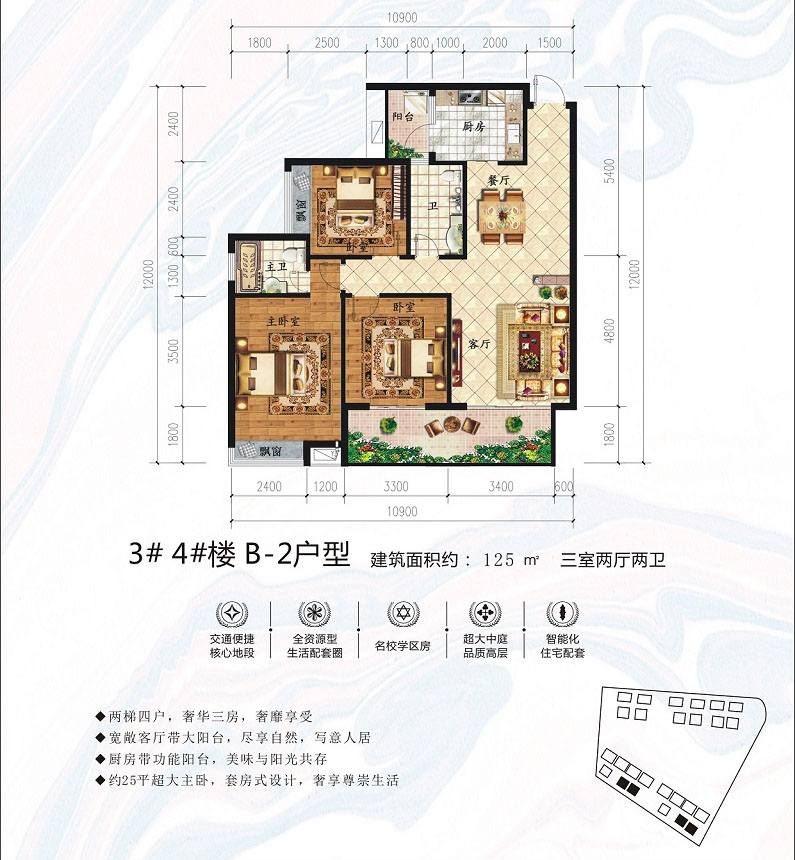 10900
1800 2500 1300 800 1000 2000 1500
2400
2400
600
1300
3500
1800
12000
5400
4800
1800
12000
阳台
厨房
餐厅
飘窗
卧室
卫
主卫
主卧室
卧室
客厅
飘窗
2400 1200 3300 3400 600
10900
3# 4#楼 B-2户型 建筑面积约：125 ㎡ 三室两厅两卫
交通便捷
核心地段
全资源型
生活配套圈
名校学区房
超大中庭
品质高层
智能化
住宅配套
◆两梯四户，奢华三房，奢靡享受
◆宽敞客厅带大阳台，尽享自然，写意人居
◆厨房带功能阳台，美味与阳光共存
◆约25平超大主卧，套房式设计，奢享尊崇生活